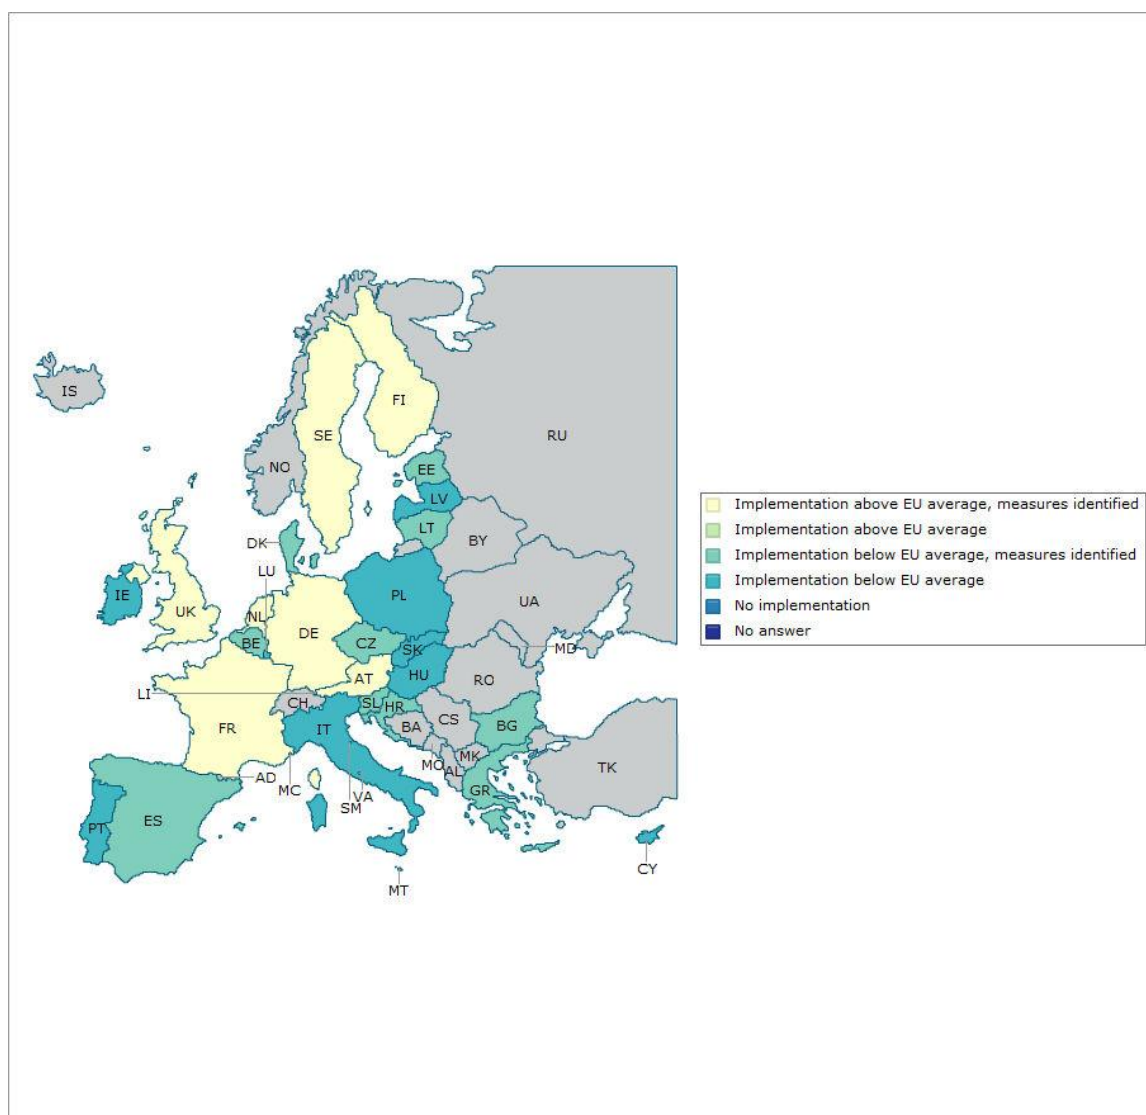 IS
FI
SE
RU
NO
EE
LV
LT
DK
BY
LU
IE
PL
UA
UK
NL
DE
BE
CZ
SK
MD
HU
AT
RO
LI
CH
SL
HR
FR
IT
BA
CS
BG
MK
MO
AL
TK
AD
MC
VA
SM
GR
ES
PT
CY
MT
Implementation above EU average, measures identified
Implementation above EU average
Implementation below EU average, measures identified
Implementation below EU average
No implementation
No answer